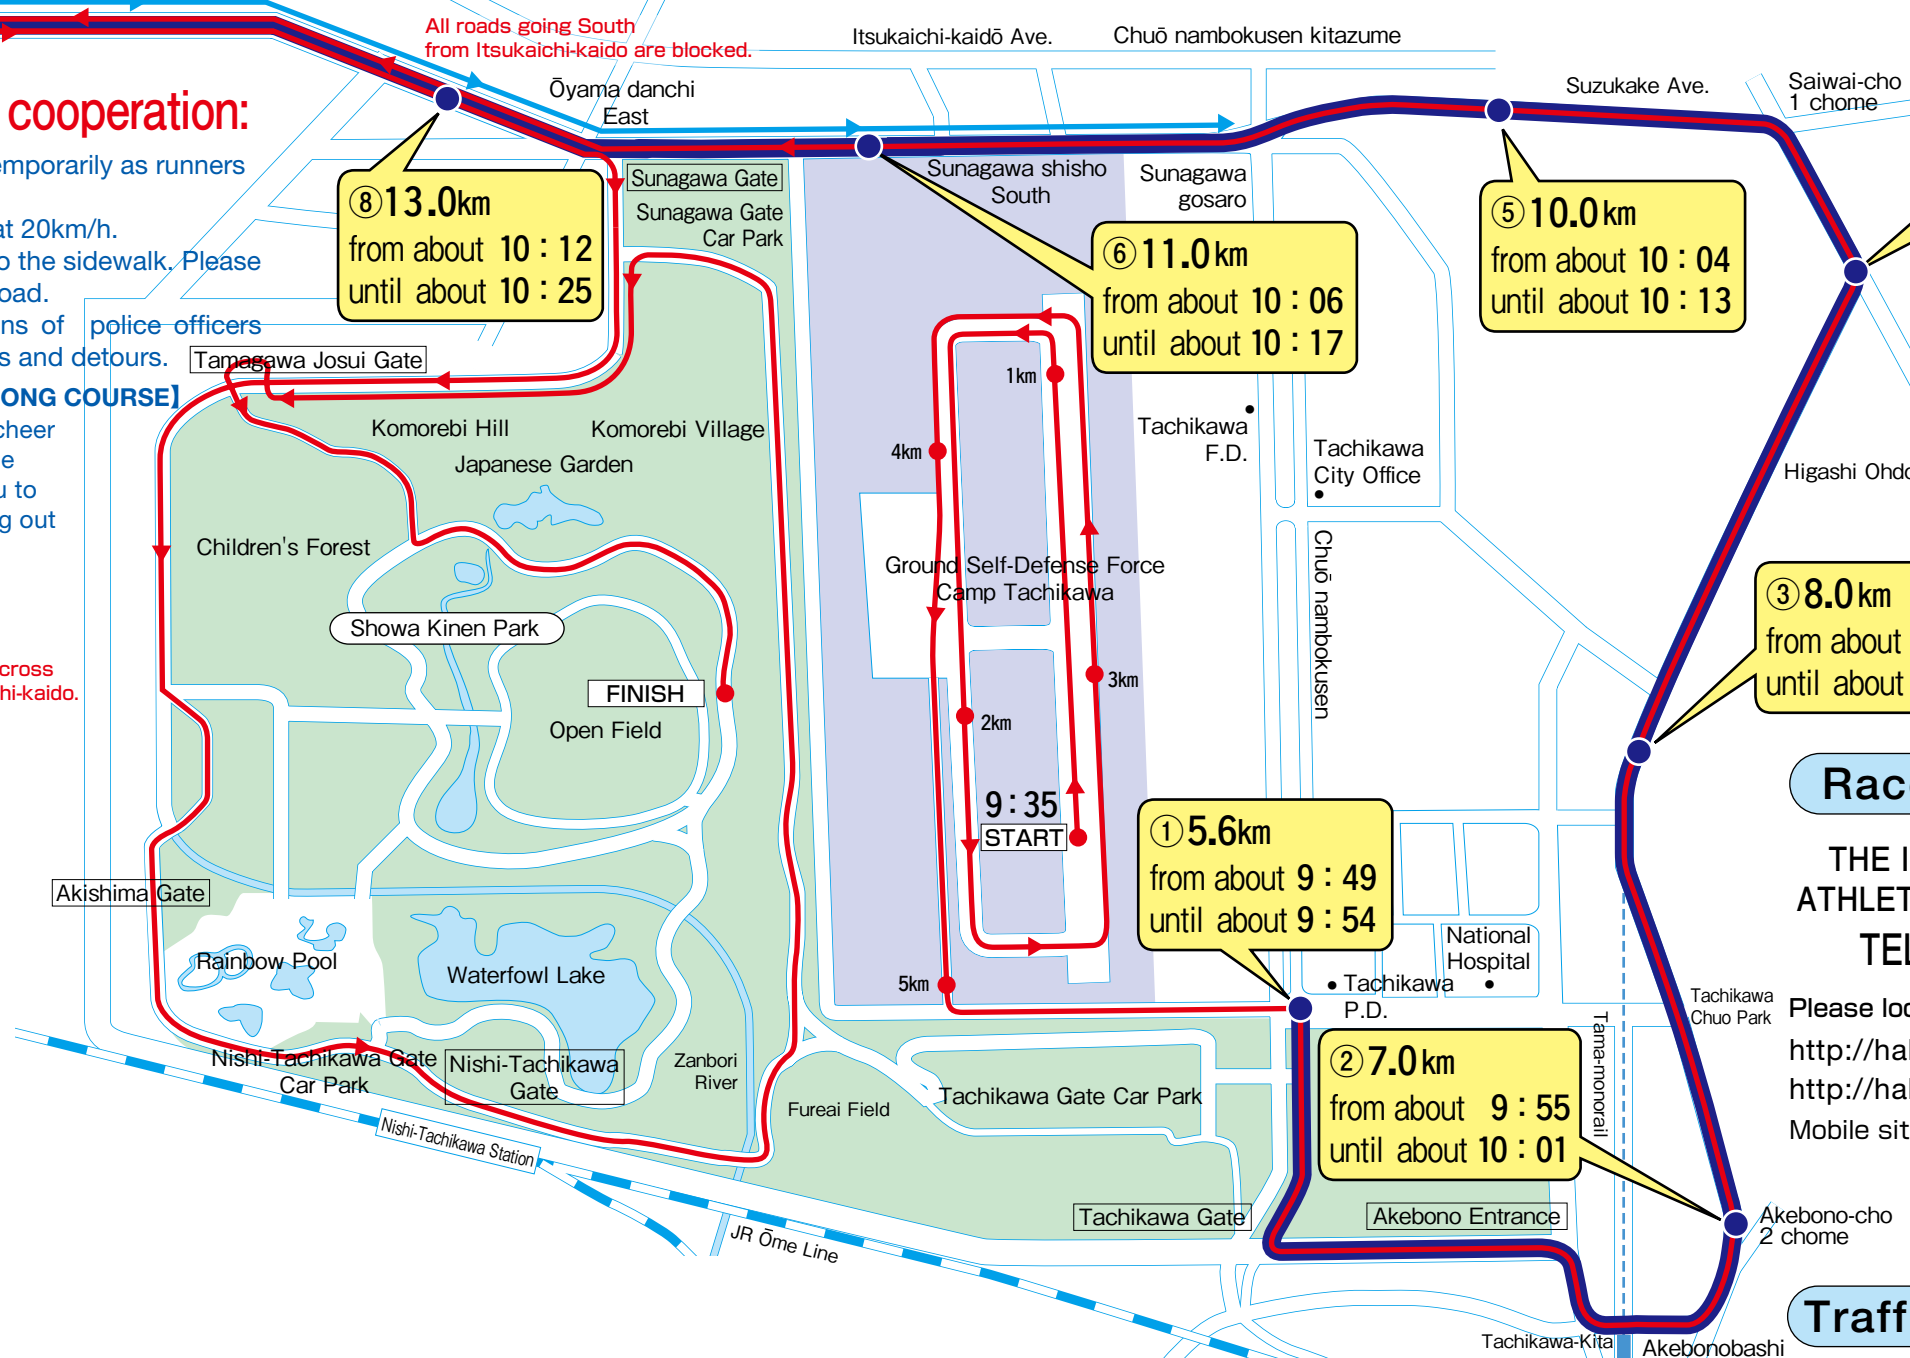 All roads going South
from Itsukaichi-kaido are blocked.
Itsukaichi-kaidō Ave.
Chuō nambokusen kitazume
Suzukake Ave.
Saiwai-cho
1 chome
Ōyama danchi
East
cooperation:
emporarily as runners
at 20km/h.
o the sidewalk. Please
oad.
ns of police officers
s and detours.
ONG COURSE】
cheer
e
u to
g out
cross
hi-kaido.
⑧13.0km
from about 10:12
until about 10:25
Sunagawa Gate
Sunagawa Gate
Car Park
Sunagawa shisho
South
Sunagawa
gosaro
⑥11.0km
from about 10:06
until about 10:17
⑤10.0km
from about 10:04
until about 10:13
Tamagawa Josui Gate
Komorebi Hill
Komorebi Village
Japanese Garden
Children's Forest
Showa Kinen Park
FINISH
Open Field
1km
4km
Ground Self-Defense Force
Camp Tachikawa
3km
2km
9:35
START
5km
Tachikawa
F.D.
Tachikawa
City Office
Chuō nambokusen
Higashi Ohdo
③8.0km
from about
until about
①5.6km
from about 9:49
until about 9:54
National
Hospital
Tachikawa
P.D.
②7.0km
from about 9:55
until about 10:01
Tama-monorail
Tachikawa
Chuo Park
Rac
THE I
ATHLET
TEL
Please loo
http://hal
http://hal
Mobile sit
Akishima Gate
Rainbow Pool
Waterfowl Lake
Nishi-Tachikawa Gate
Car Park
Nishi-Tachikawa
Gate
Zanbori
River
Fureai Field
Tachikawa Gate Car Park
Nishi-Tachikawa Station
JR Ōme Line
Tachikawa Gate
Akebono Entrance
Akebono-cho
2 chome
Tachikawa-Kita
Akebonobashi
Traff